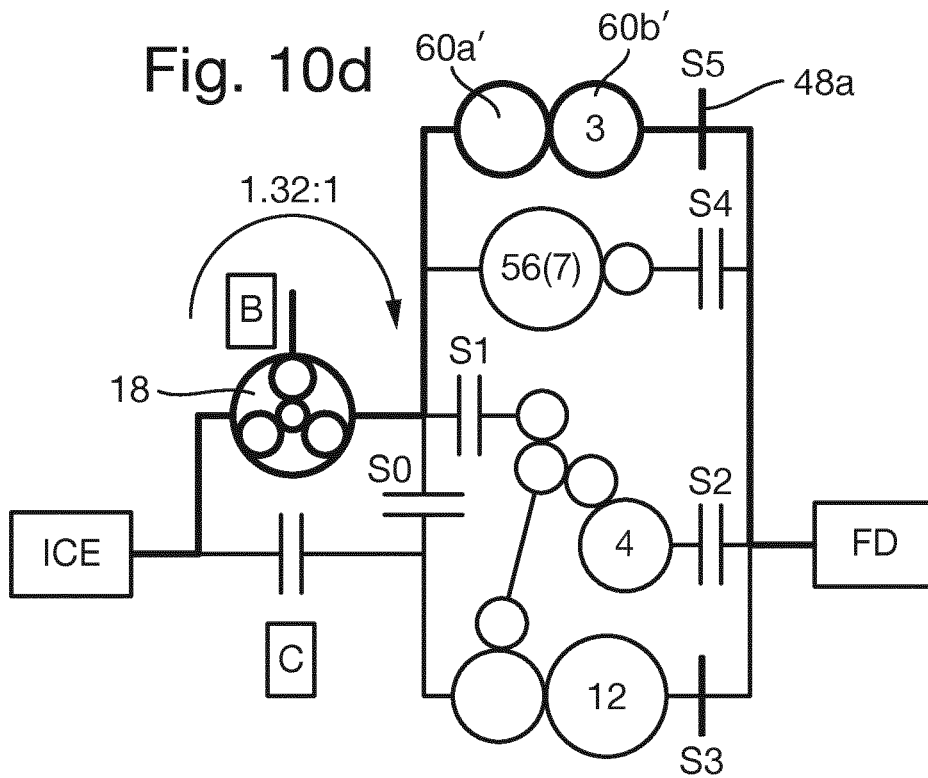 Fig. 10d
60a′
60b′
S5
48a
3
1.32:1
S4
56(7)
B
S1
18
S0
S2
ICE
4
FD
C
12
S3